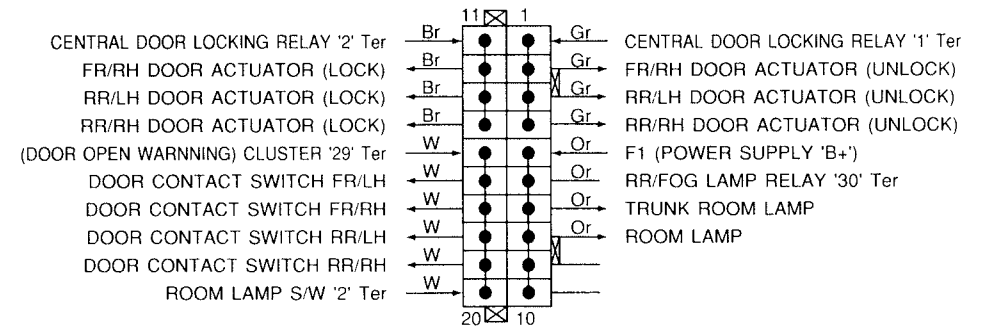 11 1
CENTRAL DOOR LOCKING RELAY '2' Ter Br Gr CENTRAL DOOR LOCKING RELAY '1' Ter
FR/RH DOOR ACTUATOR (LOCK) Br Gr FR/RH DOOR ACTUATOR (UNLOCK)
RR/LH DOOR ACTUATOR (LOCK) Br Gr RR/LH DOOR ACTUATOR (UNLOCK)
RR/RH DOOR ACTUATOR (LOCK) Br Gr RR/RH DOOR ACTUATOR (UNLOCK)
(DOOR OPEN WARNNING) CLUSTER '29' Ter W Or F1 (POWER SUPPLY 'B+')
DOOR CONTACT SWITCH FR/LH W Or RR/FOG LAMP RELAY '30' Ter
DOOR CONTACT SWITCH FR/RH W Or TRUNK ROOM LAMP
DOOR CONTACT SWITCH RR/LH W Or ROOM LAMP
DOOR CONTACT SWITCH RR/RH W
ROOM LAMP S/W '2' Ter W
20 10